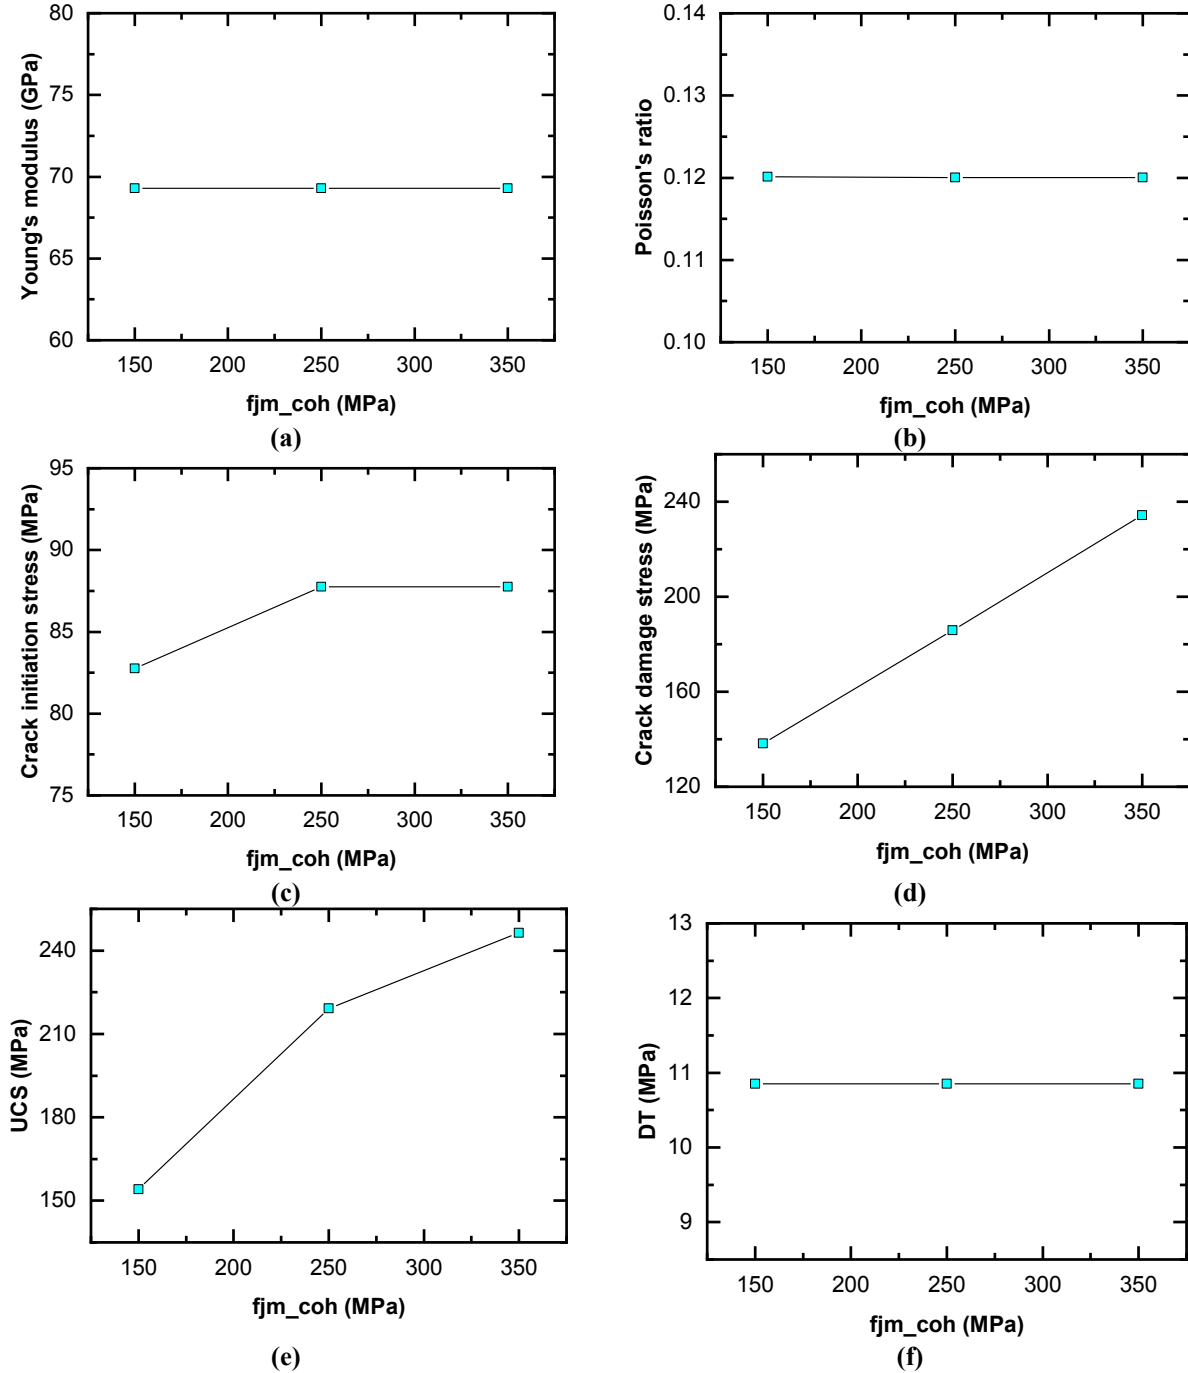 80
75
70
65
60
Young's modulus (GPa)
150 200 250 300 350
fjm_coh (MPa)
(a)
0.14
0.13
0.12
0.11
0.10
Poisson's ratio
150 200 250 300 350
fjm_coh (MPa)
(b)
95
90
85
80
75
Crack initiation stress (MPa)
150 200 250 300 350
fjm_coh (MPa)
(c)
240
200
160
120
Crack damage stress (MPa)
150 200 250 300 350
fjm_coh (MPa)
(d)
240
210
180
150
UCS (MPa)
150 200 250 300 350
fjm_coh (MPa)
(e)
13
12
11
10
9
DT (MPa)
150 200 250 300 350
fjm_coh (MPa)
(f)